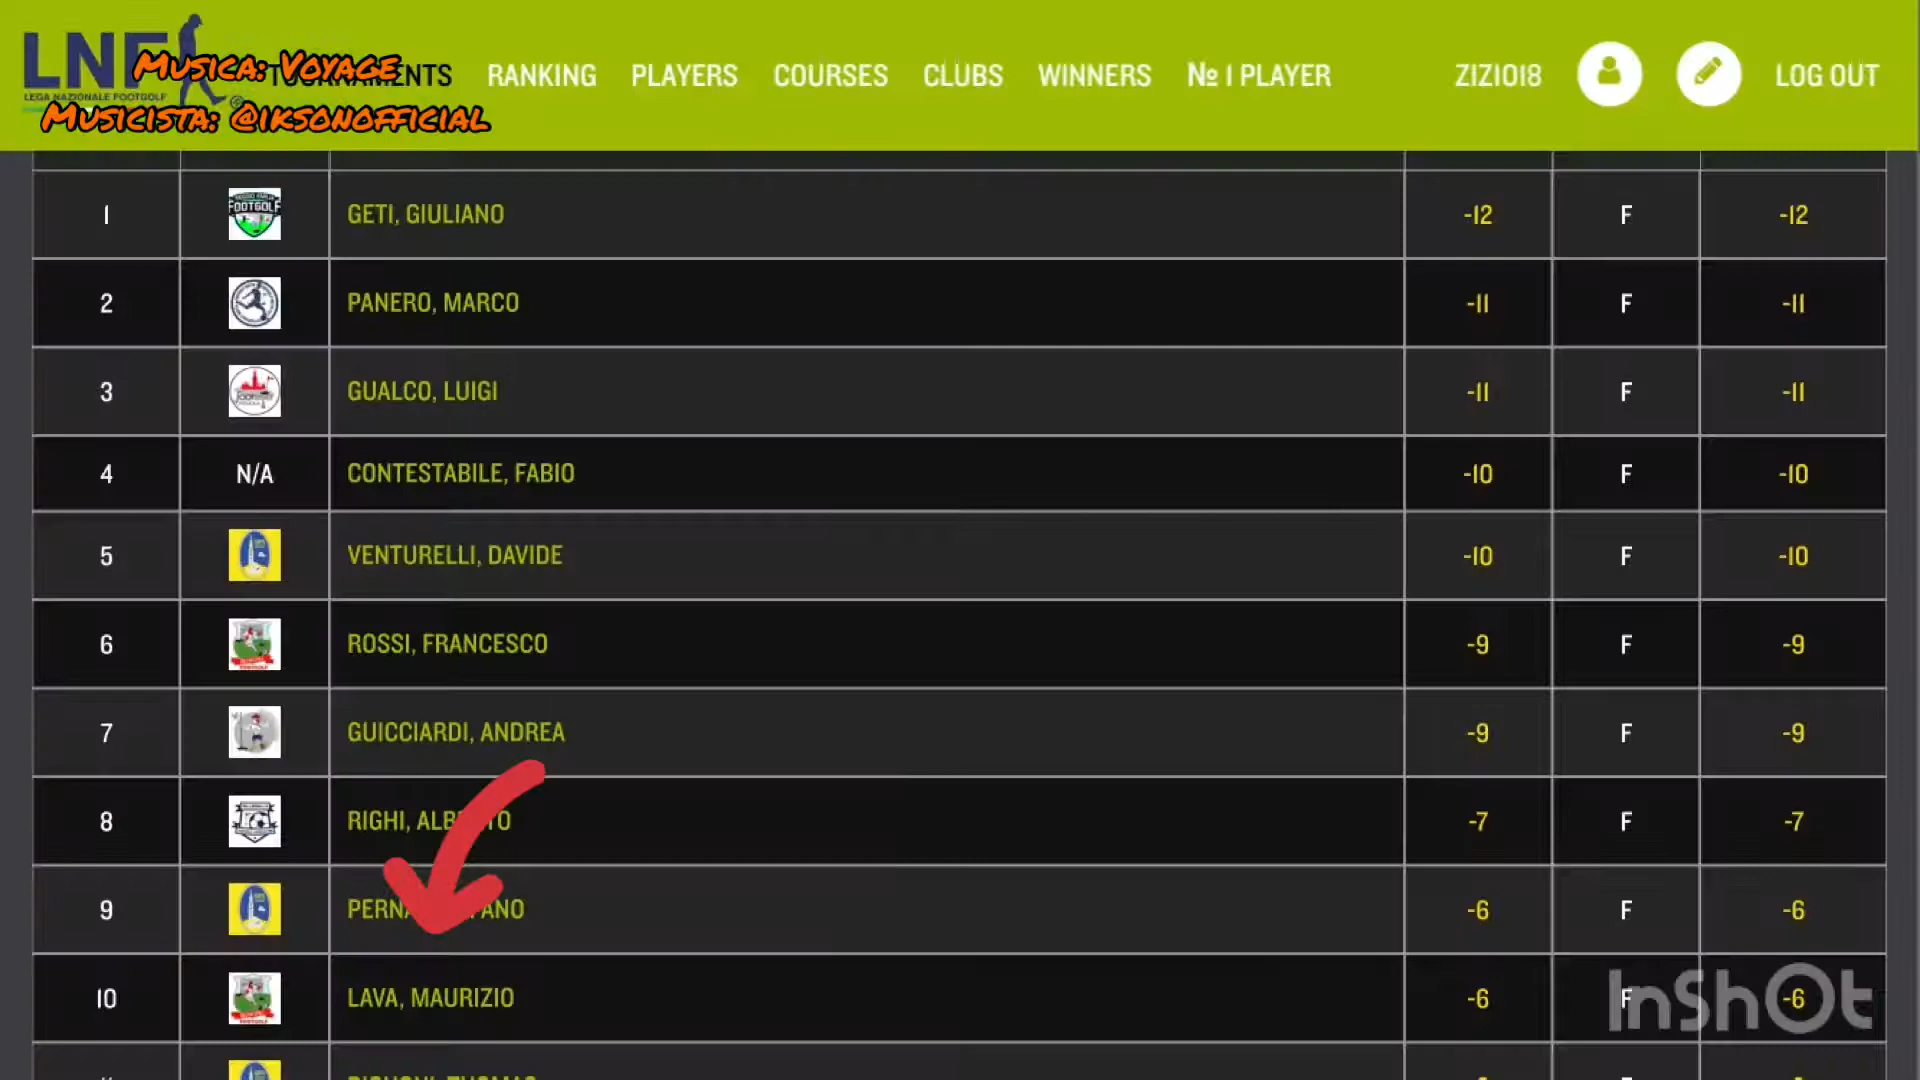 LNF
LEGA NAZIONALE FOOTGOLF
Musica: Voyage
Musicista: @iksonofficial
RANKING PLAYERS COURSES CLUBS WINNERS № 1 PLAYER ZIZIO18 LOG OUT
1 GETI, GIULIANO -12 F -12
2 PANERO, MARCO -11 F -11
3 GUALCO, LUIGI -11 F -11
4 N/A CONTESTABILE, FABIO -10 F -10
5 VENTURELLI, DAVIDE -10 F -10
6 ROSSI, FRANCESCO -9 F -9
7 GUICCIARDI, ANDREA -9 F -9
8 RIGHI, -7 F -7
9 -6 F -6
10 LAVA, MAURIZIO -6 F -6
InShOt